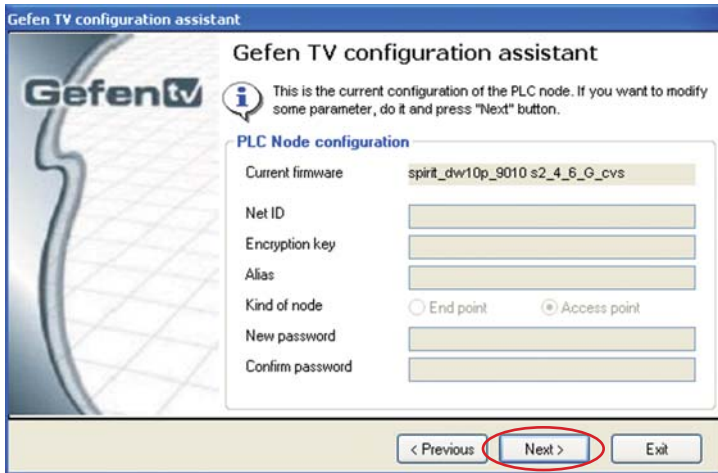 Gefen TV configuration assistant
Gefen tv
Gefen TV configuration assistant
This is the current configuration of the PLC node. If you want to modify
some parameter, do it and press "Next" button.
PLC Node configuration
Current firmware spirit_dw10p_9010 s2_4_6_G_cvs
Net ID
Encryption key
Alias
Kind of node End point Access point
New password
Confirm password
< Previous Next > Exit